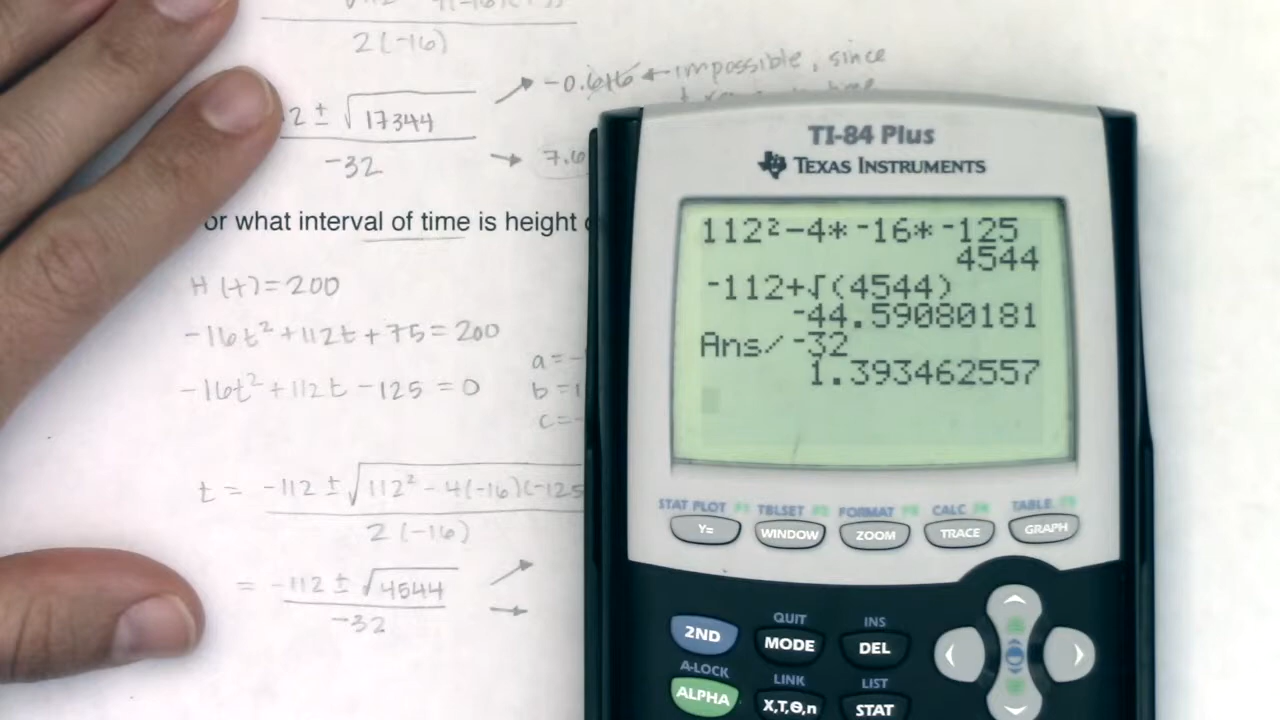 2(-16)
2 ± √17344
-32
-0.616 ← impossible, since
7.6
or what interval of time is height
H(t)=200
-16t² +112t +75=200
-16t² +112t -125 =0
a=-
b=1
c=-
t = -112 ± √112² - 4(-16)(-125
2(-16)
= -112 ± √4544
-32
TI-84 Plus
TEXAS INSTRUMENTS
112²-4*-16*-125
4544
-112+√(4544)
-44.59080181
Ans/-32
1.393462557
STAT PLOT F1 TBLSET F2 FORMAT F3 CALC F4 TABLE F5
Y= WINDOW ZOOM TRACE GRAPH
QUIT INS
2ND MODE DEL
A-LOCK LINK LIST
ALPHA X,T,Θ,n STAT